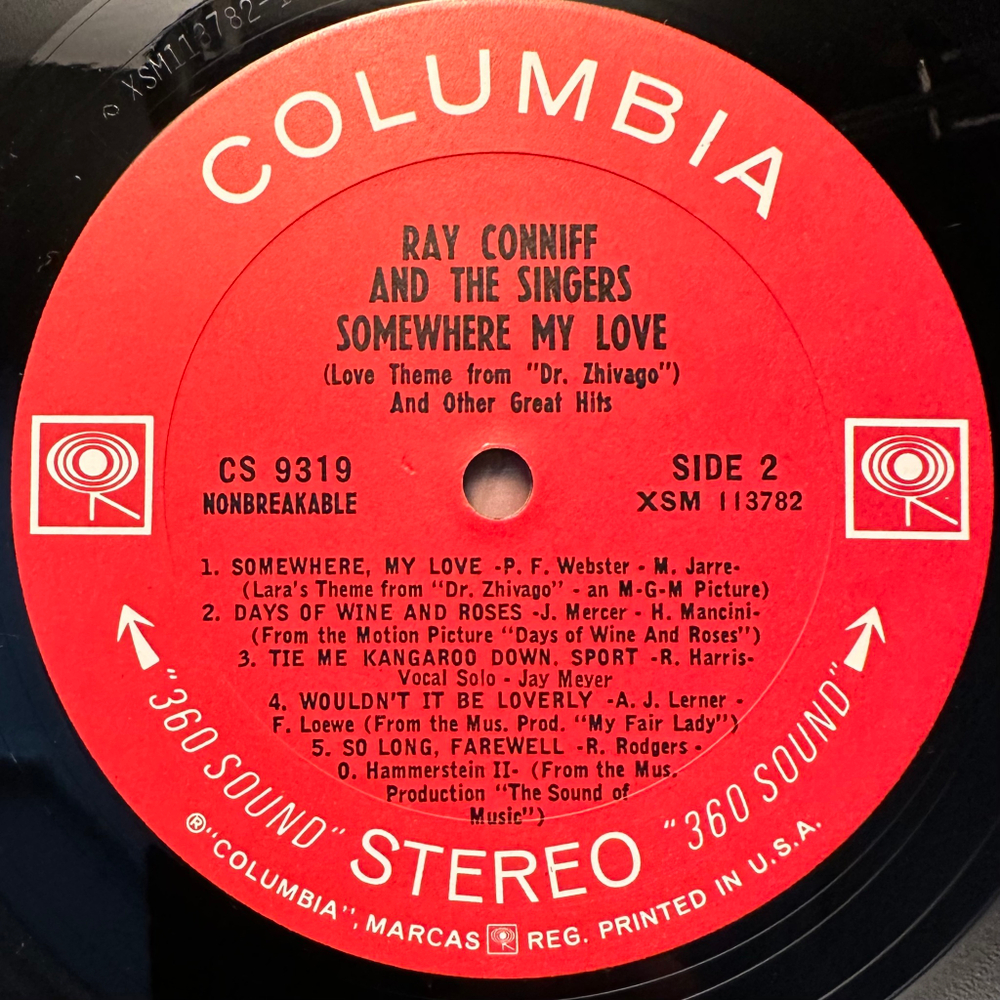 XSM113782-1
COLUMBIA
RAY CONNIFF
AND THE SINGERS
SOMEWHERE MY LOVE
(Love Theme from "Dr. Zhivago")
And Other Great Hits
CS 9319
NONBREAKABLE
SIDE 2
XSM 113782
1. SOMEWHERE, MY LOVE -P. F. Webster - M. Jarre-
(Lara's Theme from "Dr. Zhivago" - an M-G-M Picture)
2. DAYS OF WINE AND ROSES -J. Mercer - H. Mancini-
(From the Motion Picture "Days of Wine And Roses")
3. TIE ME KANGAROO DOWN. SPORT -R. Harris-
Vocal Solo - Jay Meyer
4. WOULDN'T IT BE LOVERLY -A. J. Lerner -
F. Loewe (From the Mus. Prod. "My Fair Lady")
5. SO LONG, FAREWELL -R. Rodgers -
O. Hammerstein II- (From the Mus.
Production "The Sound of
Music")
"360 SOUND" STEREO "360 SOUND"
®"COLUMBIA", MARCAS REG. PRINTED IN U.S.A.